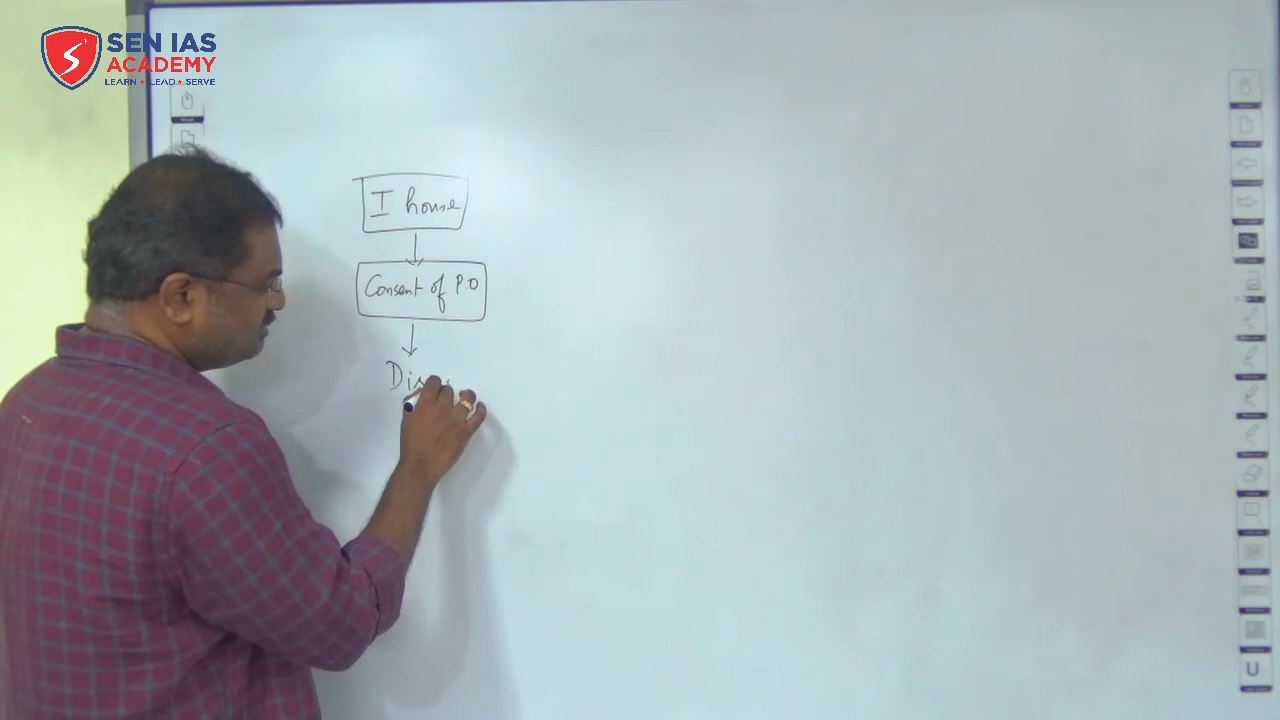 SEN IAS
ACADEMY
LEARN ★ LEAD ★ SERVE
I house
Consent of P.O